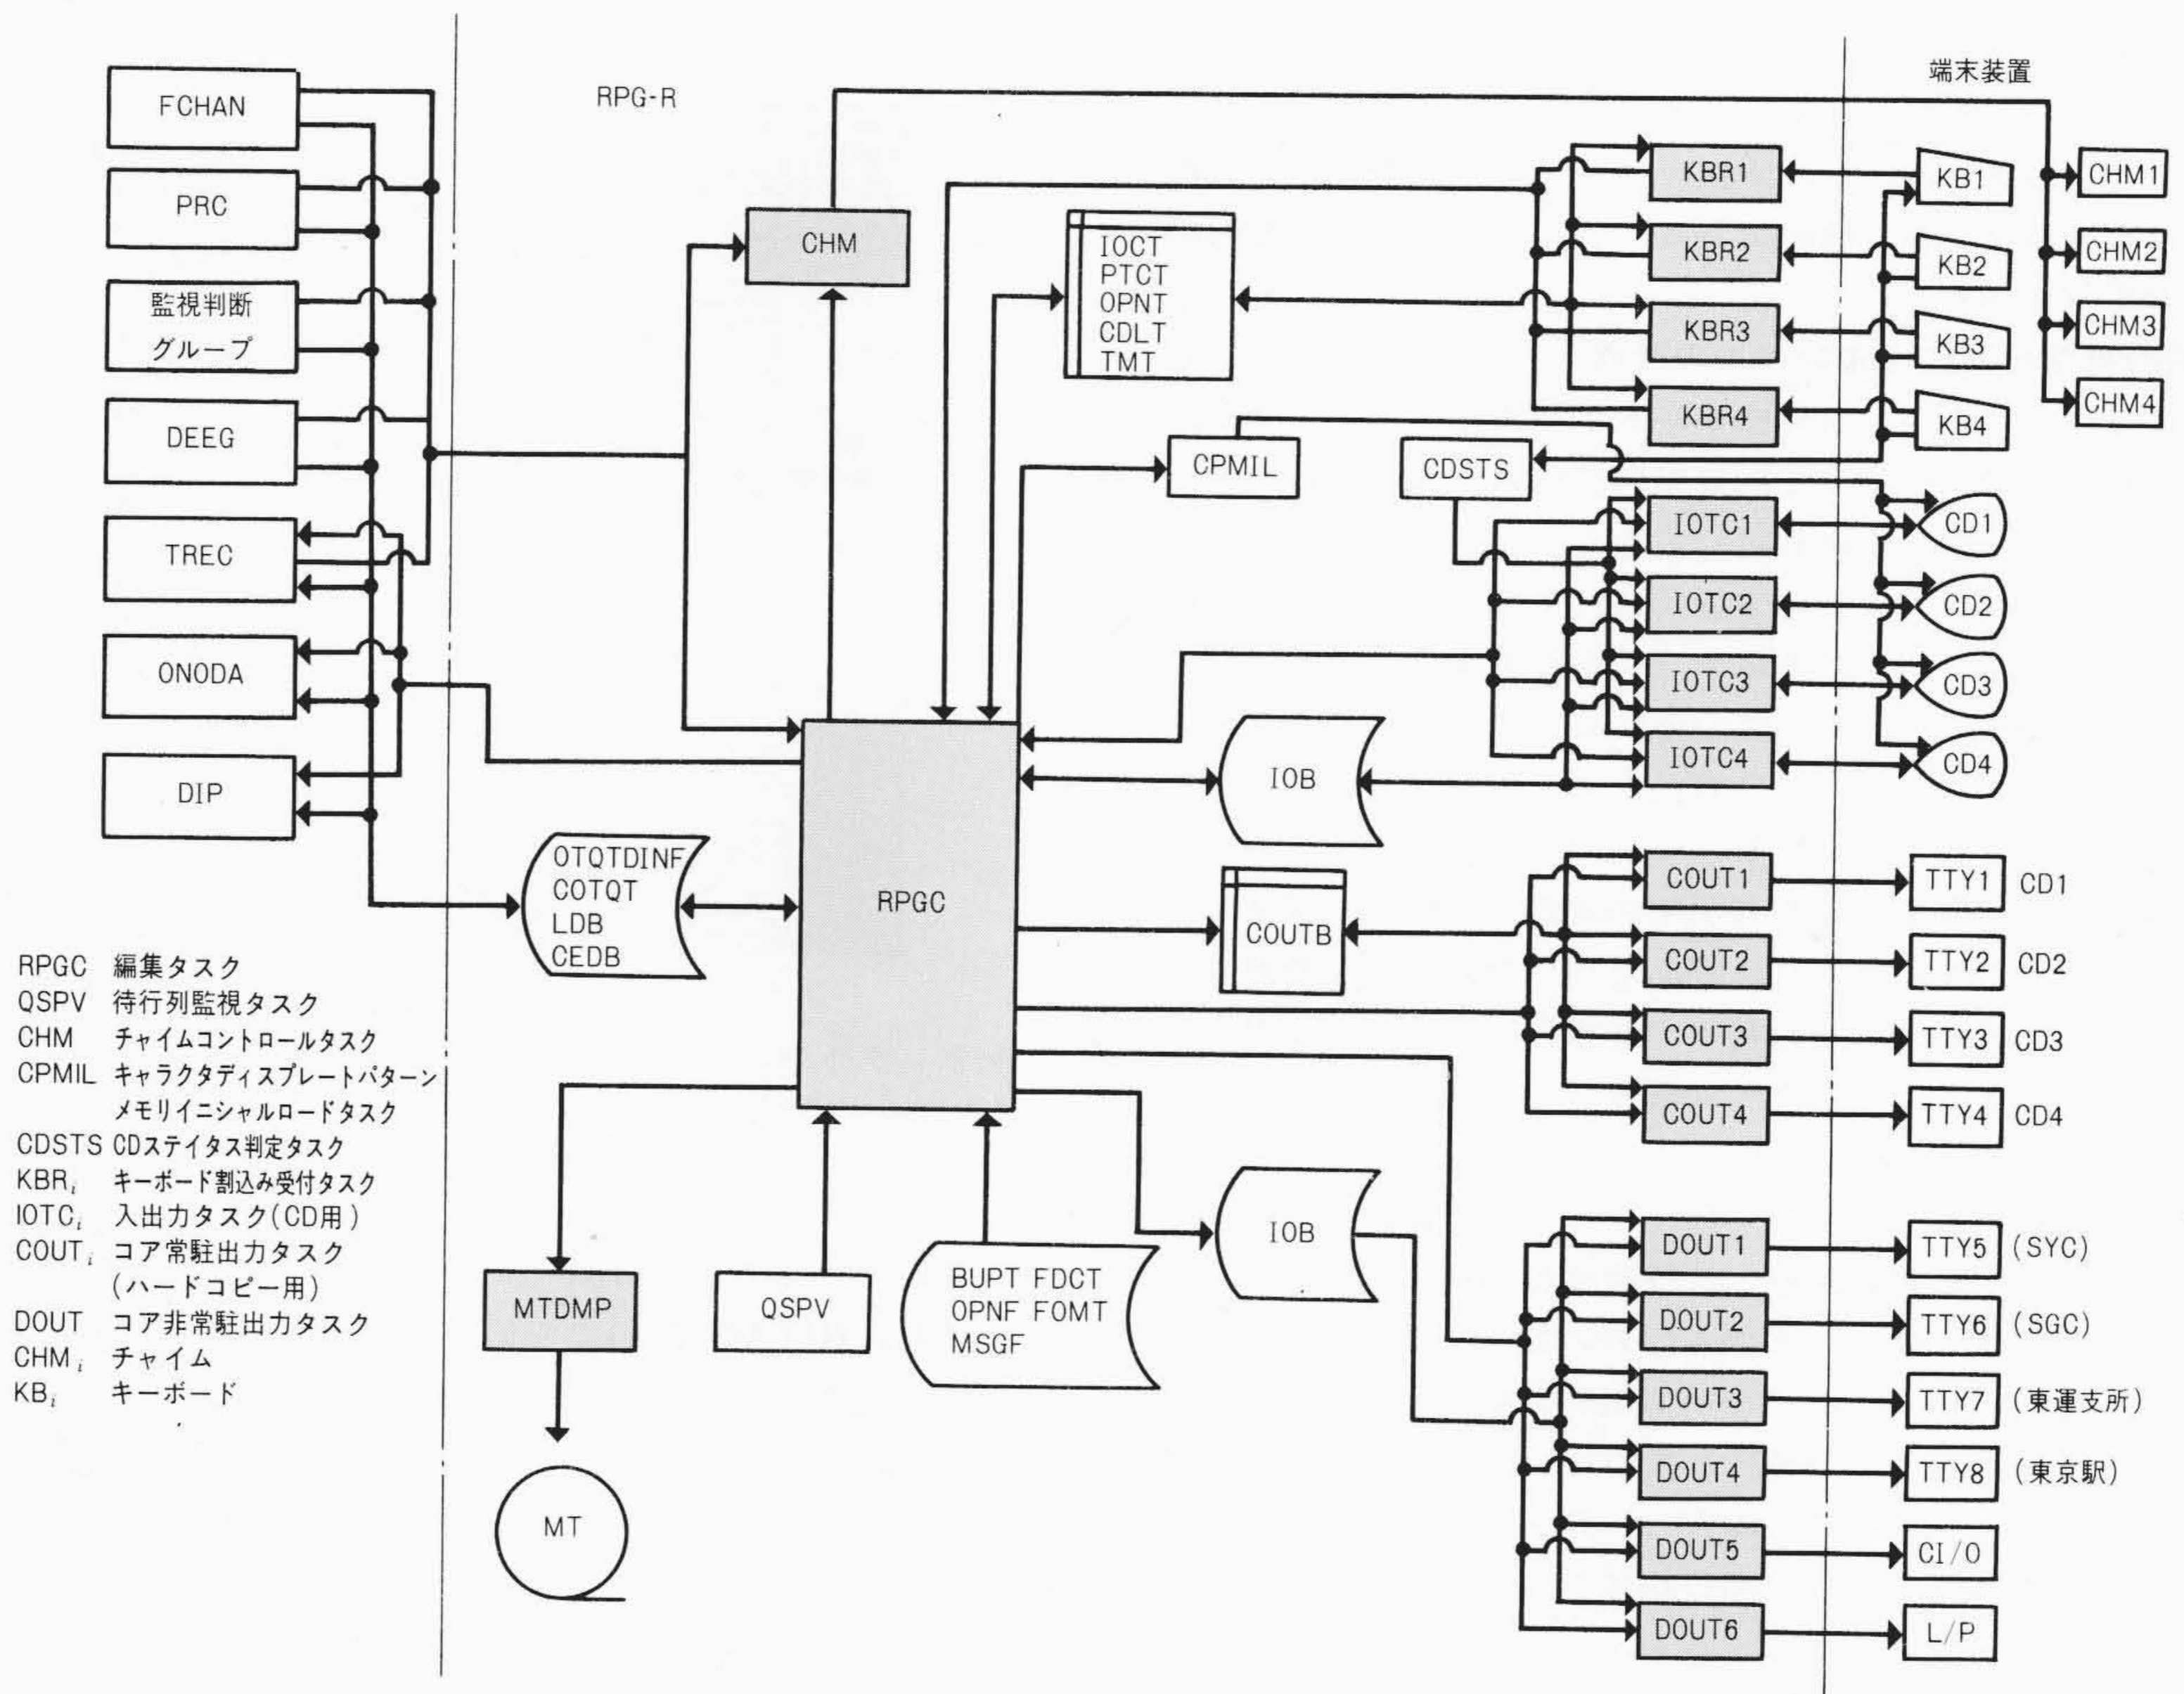 RPG-R
端末装置
FCHAN
PRC
監視判断
グループ
DEEG
TREC
ONODA
DIP
CHM
IOCT
PTCT
OPNT
CDLT
TMT
CPMIL
CDSTS
KBR1
KBR2
KBR3
KBR4
KB1
KB2
KB3
KB4
CHM1
CHM2
CHM3
CHM4
IOTC1
IOTC2
IOTC3
IOTC4
CD1
CD2
CD3
CD4
OTQTDINF
COTQT
LDB
CEDB
RPGC
IOB
COUTB
COUT1
COUT2
COUT3
COUT4
TTY1 CD1
TTY2 CD2
TTY3 CD3
TTY4 CD4
MTDMP
MT
QSPV
BUPT FDCT
OPNF FOMT
MSGF
IOB
DOUT1
DOUT2
DOUT3
DOUT4
DOUT5
DOUT6
TTY5 (SYC)
TTY6 (SGC)
TTY7 (東運支所)
TTY8 (東京駅)
CI/O
L/P
RPGC 編集タスク
QSPV 待行列監視タスク
CHM チャイムコントロールタスク
CPMIL キャラクタディスプレートパターン
メモリイニシャルロードタスク
CDSTS CDステイタス判定タスク
KBRi キーボード割込み受付タスク
IOTCi 入出力タスク(CD用)
COUTi コア常駐出力タスク
(ハードコピー用)
DOUT コア非常駐出力タスク
CHMi チャイム
KBi キーボード